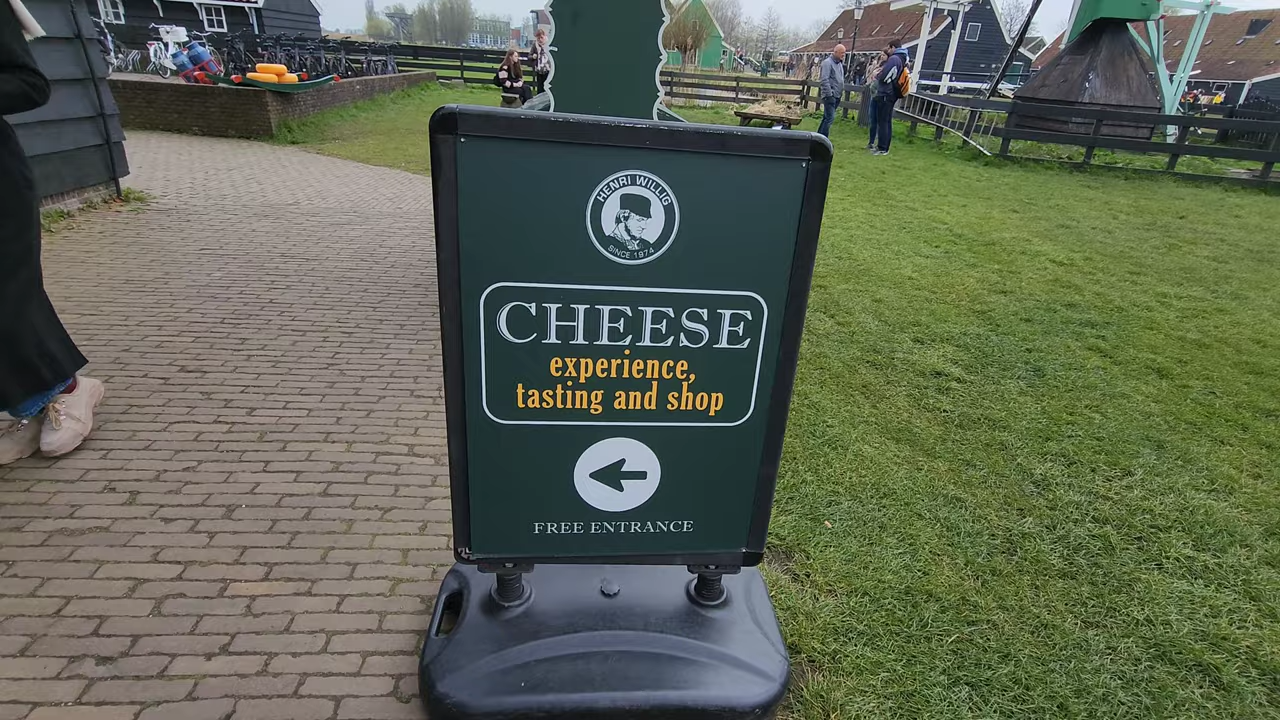 HENRI WILLIG
SINCE 1974
CHEESE
experience,
tasting and shop
FREE ENTRANCE